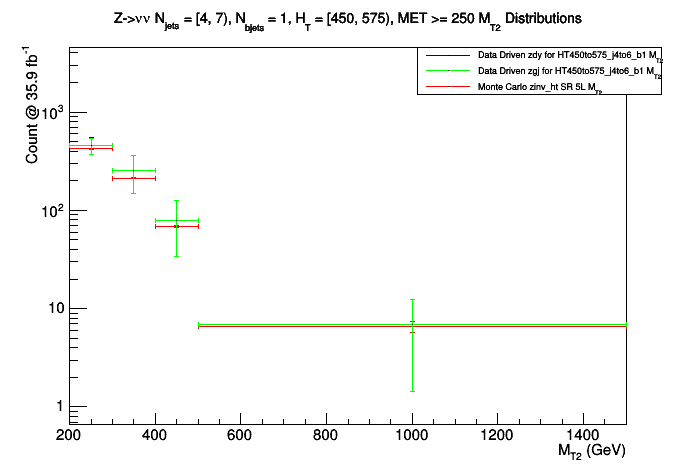 Z->νν N_jets = [4, 7), N_bjets = 1, H_T = [450, 575), MET >= 250 M_T2 Distributions
Data Driven zdy for HT450to575_j4to6_b1 M_T2
Data Driven zgj for HT450to575_j4to6_b1 M_T2
Monte Carlo zinv_ht SR 5L M_T2
Count @ 35.9 fb^-1
10^3
10^2
10
1
200 400 600 800 1000 1200 1400
M_T2 (GeV)